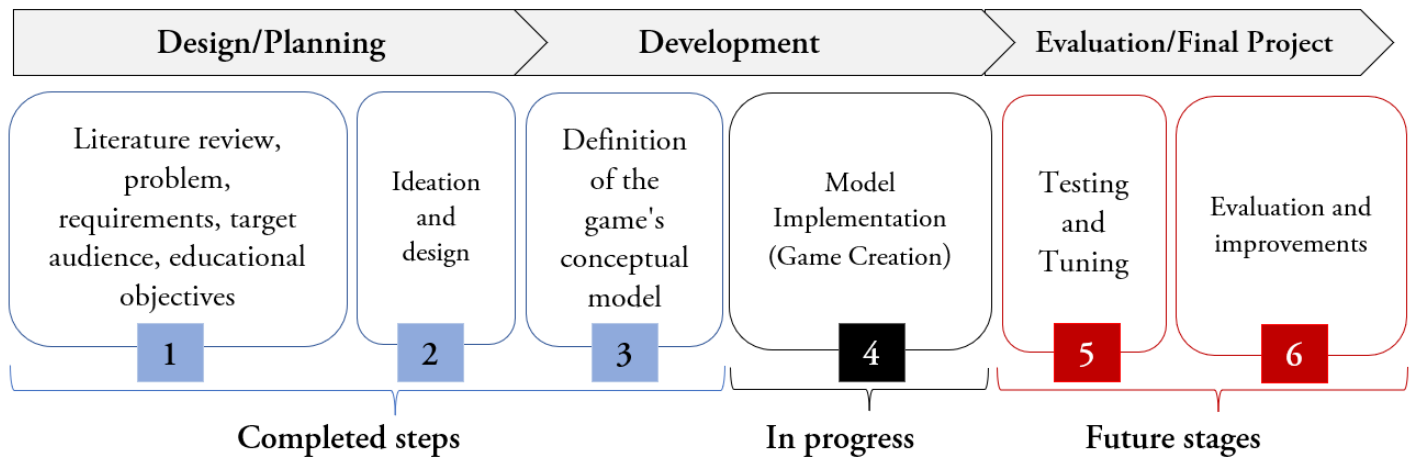 Design/Planning
Development
Evaluation/Final Project
Literature review,
problem,
requirements, target
audience, educational
objectives
1
Ideation
and
design
2
Definition
of the
game's
conceptual
model
3
Model
Implementation
(Game Creation)
4
Testing
and
Tuning
5
Evaluation and
improvements
6
Completed steps
In progress
Future stages